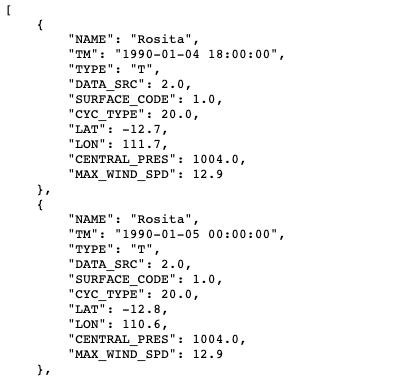 [
{
"NAME": "Rosita",
"TM": "1990-01-04 18:00:00",
"TYPE": "T",
"DATA_SRC": 2.0,
"SURFACE_CODE": 1.0,
"CYC_TYPE": 20.0,
"LAT": -12.7,
"LON": 111.7,
"CENTRAL_PRES": 1004.0,
"MAX_WIND_SPD": 12.9
},
{
"NAME": "Rosita",
"TM": "1990-01-05 00:00:00",
"TYPE": "T",
"DATA_SRC": 2.0,
"SURFACE_CODE": 1.0,
"CYC_TYPE": 20.0,
"LAT": -12.8,
"LON": 110.6,
"CENTRAL_PRES": 1004.0,
"MAX_WIND_SPD": 12.9
},